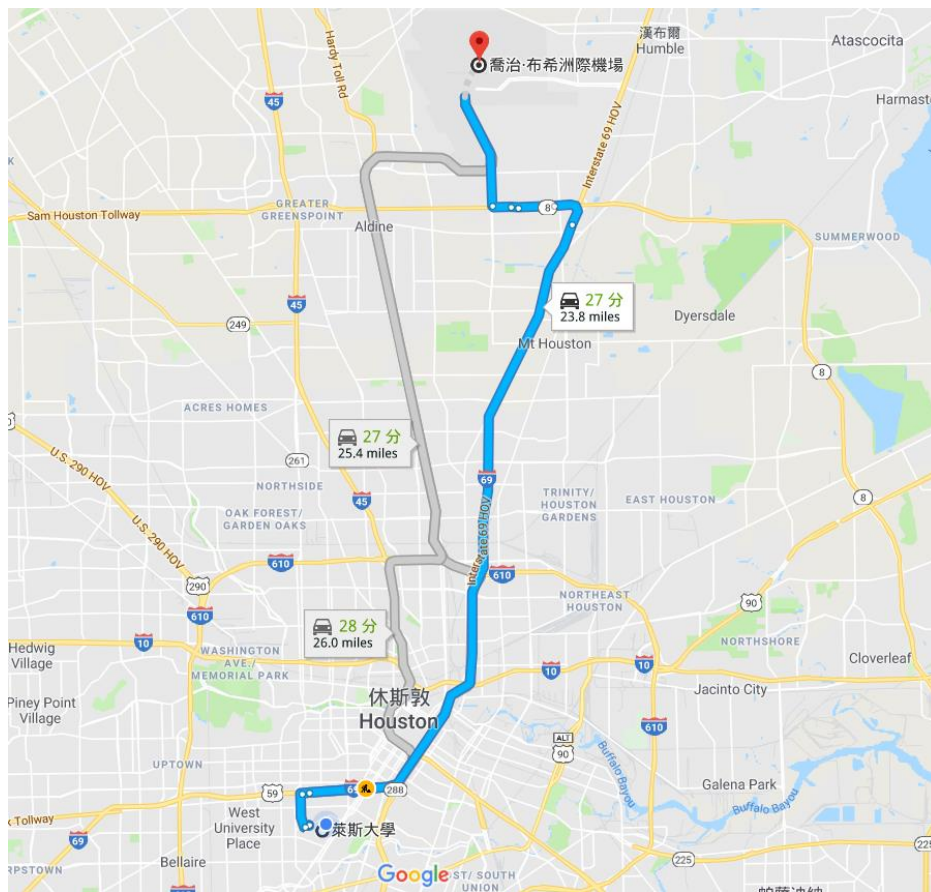 漢布爾
Humble
Atascocita
喬治·布希洲際機場
Hardy Toll Rd
45
Interstate 69 HOV
GREATER
GREENSPOINT
8
Sam Houston Tollway
Aldine
SUMMERWOOD
27 分
23.8 miles
45
Dyersdale
249
Mt Houston
8
ACRES HOMES
27 分
25.4 miles
U.S. 290 HOV
261
69
NORTHSIDE
45
TRINITY/
HOUSTON
GARDENS
EAST HOUSTON
8
OAK FOREST/
GARDEN OAKS
U.S. 290 HOV
Interstate 69 HOV
610
610
290
NORTHEAST
HOUSTON
90
610
28 分
26.0 miles
10
Hedwig
Village
WASHINGTON
AVE./
MEMORIAL PARK
NORTHSHORE
10
10
Cloverleaf
休斯敦
Houston
Jacinto City
Piney Point
Village
610
ALT
90
Buffalo Bayou
UPTOWN
Galena Park
Buffalo Bayou
59
288
West
University
Place
69
萊斯大學
Bellaire
225
225
Google
UNION